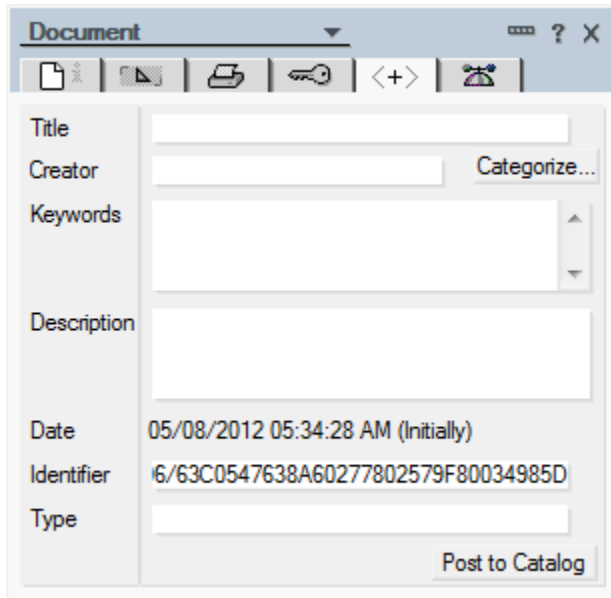 Document
?
<+>
Title
Creator
Categorize...
Keywords
Description
Date 05/08/2012 05:34:28 AM (Initially)
Identifier 6/63C0547638A60277802579F80034985D
Type
Post to Catalog